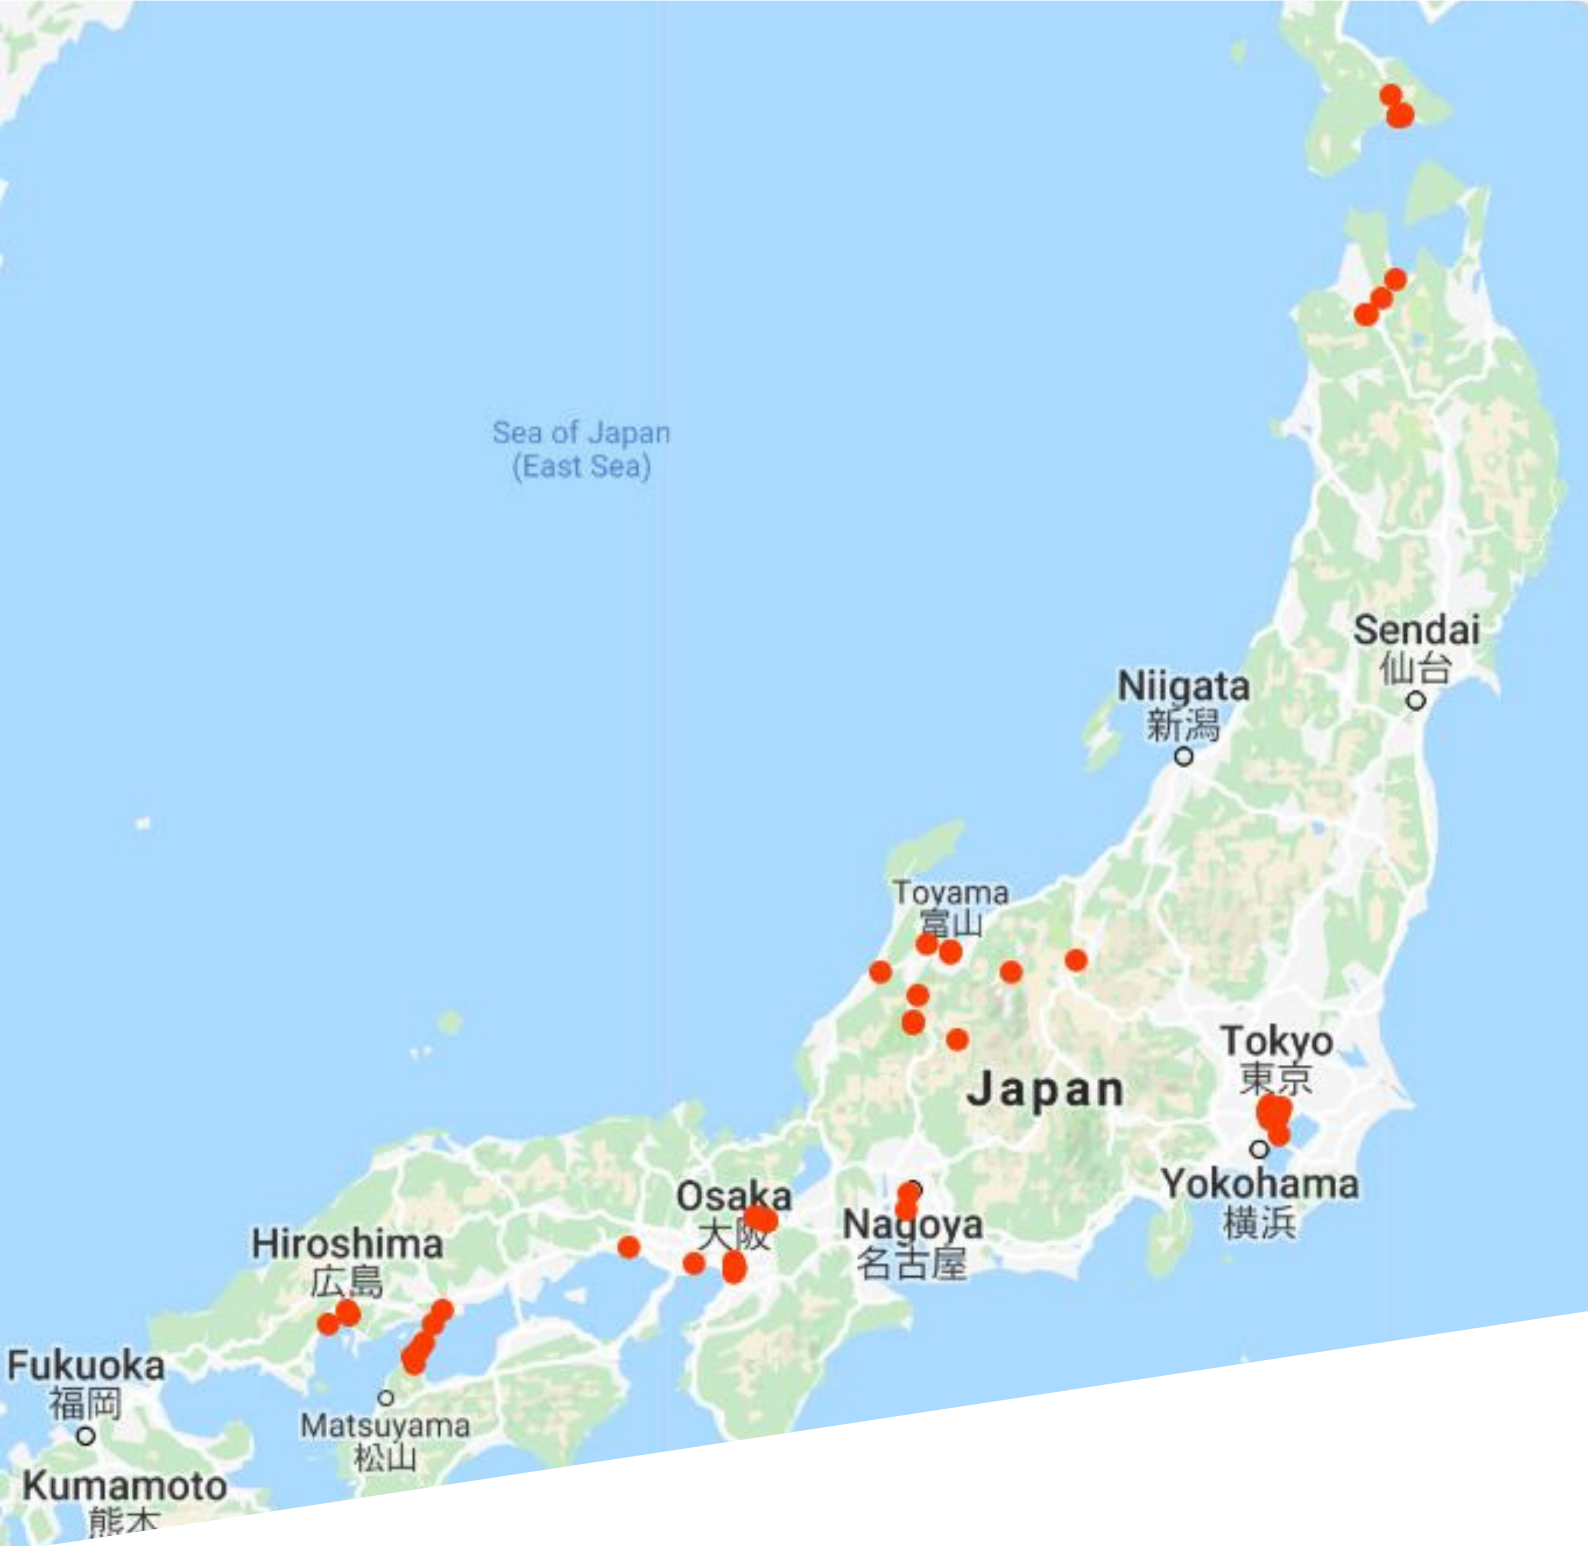 Sea of Japan
(East Sea)
Sendai
仙台
Niigata
新潟
Toyama
富山
Tokyo
東京
Japan
Yokohama
横浜
Osaka
大阪
Nagoya
名古屋
Hiroshima
広島
Fukuoka
福岡
Matsuyama
松山
Kumamoto
熊本